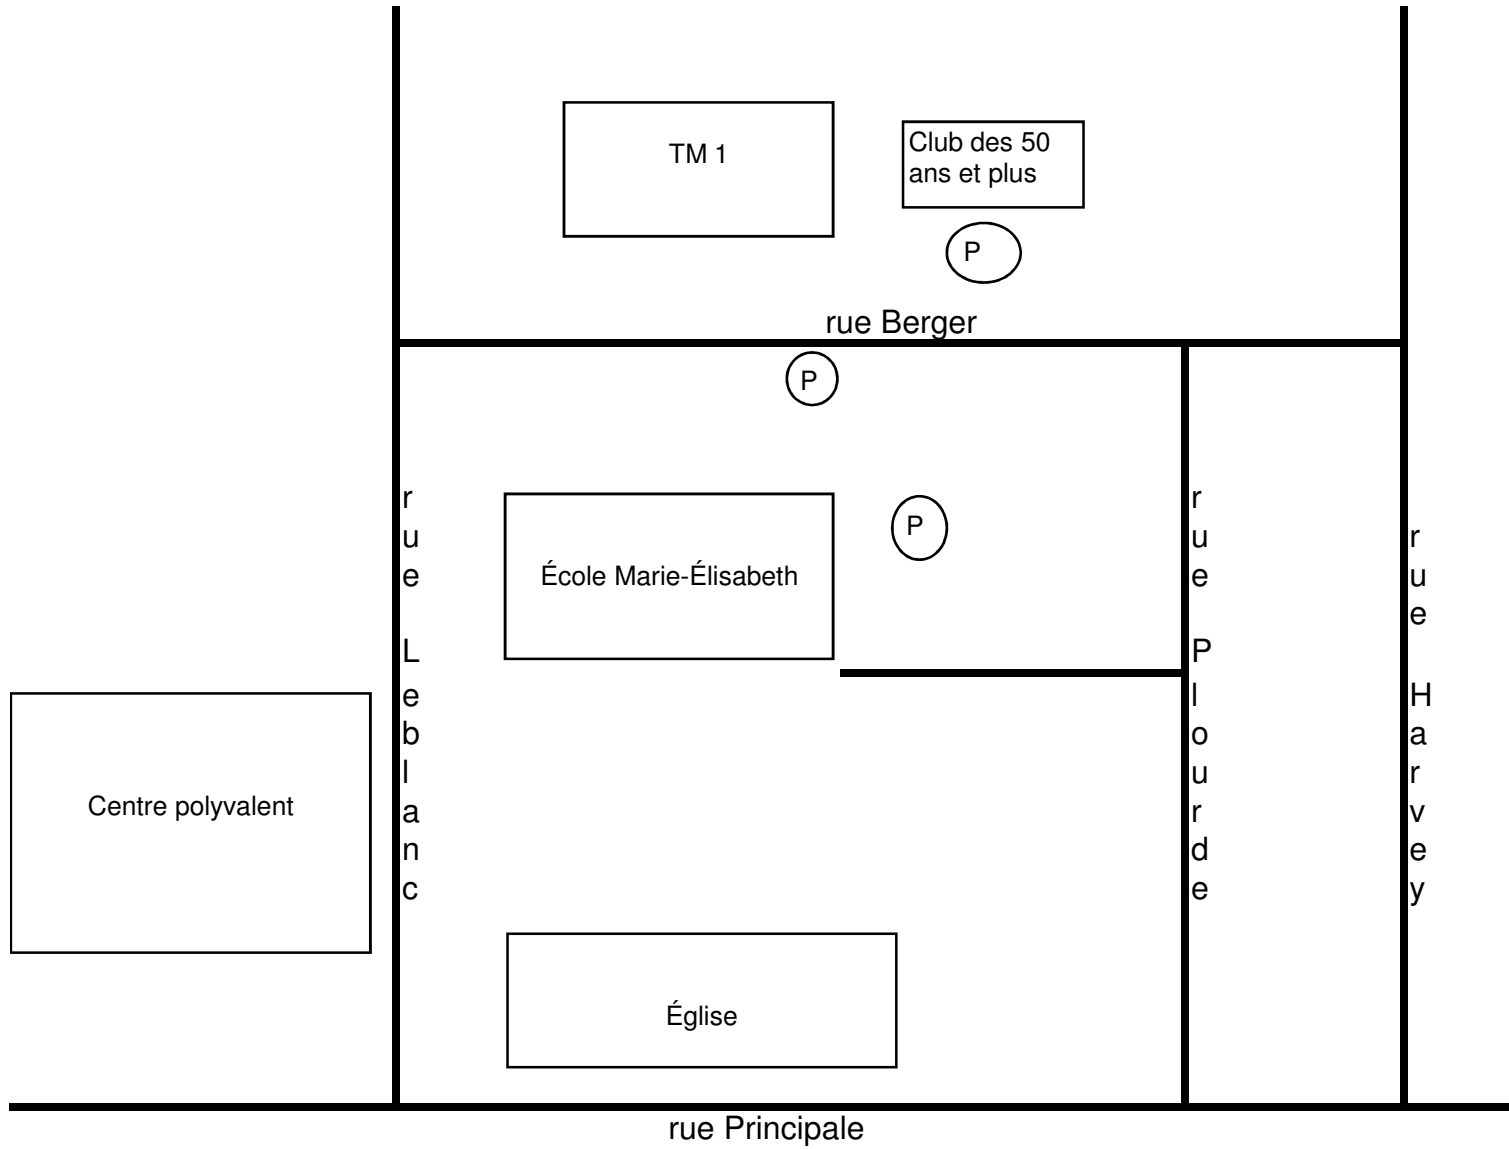 TM 1
Club des 50
ans et plus
P
rue Berger
P
rue Leblanc
École Marie-Élisabeth
P
rue Plourde
rue Harvey
Centre polyvalent
Église
rue Principale